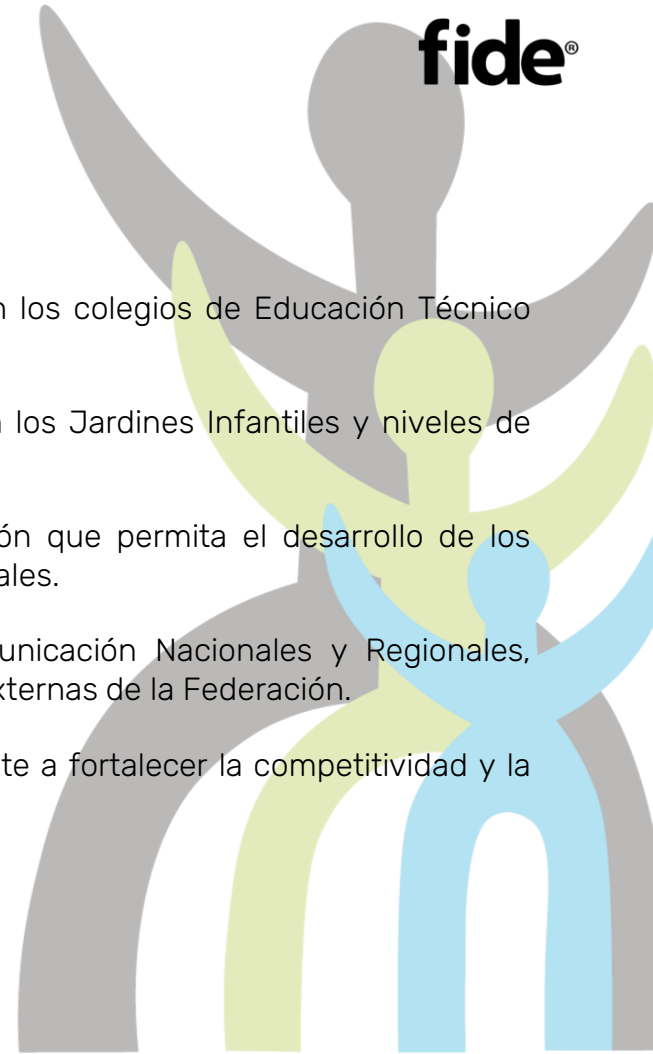 fide®
n los colegios de Educación Técnico
n los Jardines Infantiles y niveles de
ón que permita el desarrollo de los
ales.
unicación Nacionales y Regionales,
xternas de la Federación.
te a fortalecer la competitividad y la